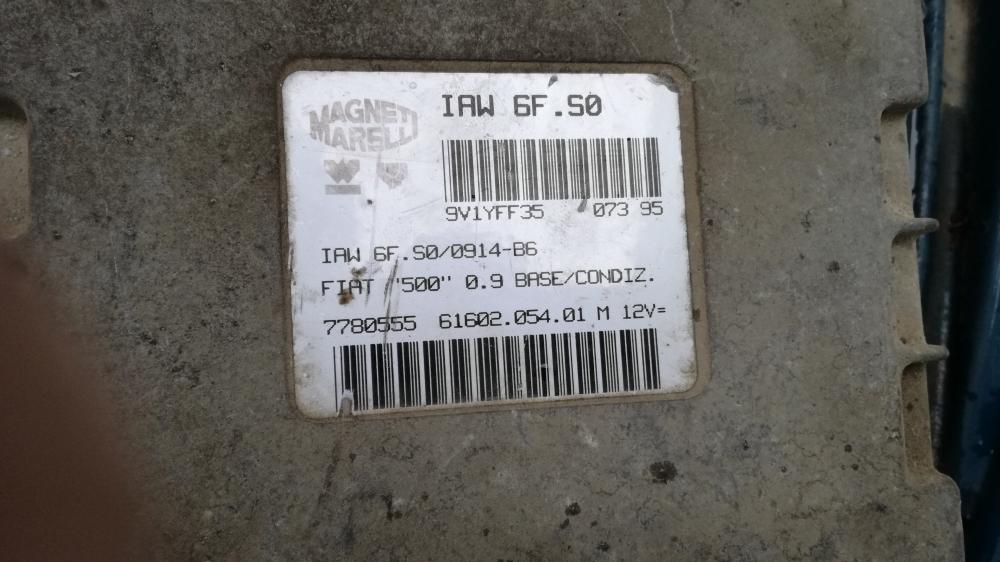 MAGNETI
MARELLI
IAW 6F.S0
9V1YFF35 073 95
IAW 6F.S0/0914-B6
FIAT "500" 0.9 BASE/CONDIZ.
7780555 61602.054.01 M 12V=